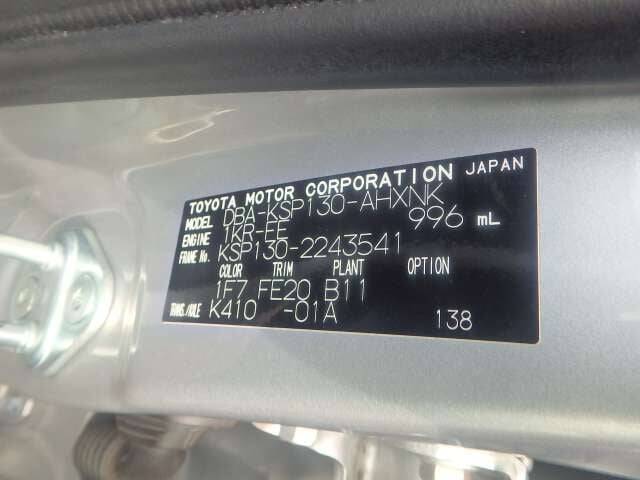 TOYOTA MOTOR CORPORATION JAPAN
MODEL DBA-KSP130-AHXNK
ENGINE 1KR-FE 996 mL
FRAME No. KSP130-2243541
COLOR TRIM PLANT OPTION
1F7 FE20 B11
TRANS./AXLE K410 -01A 138